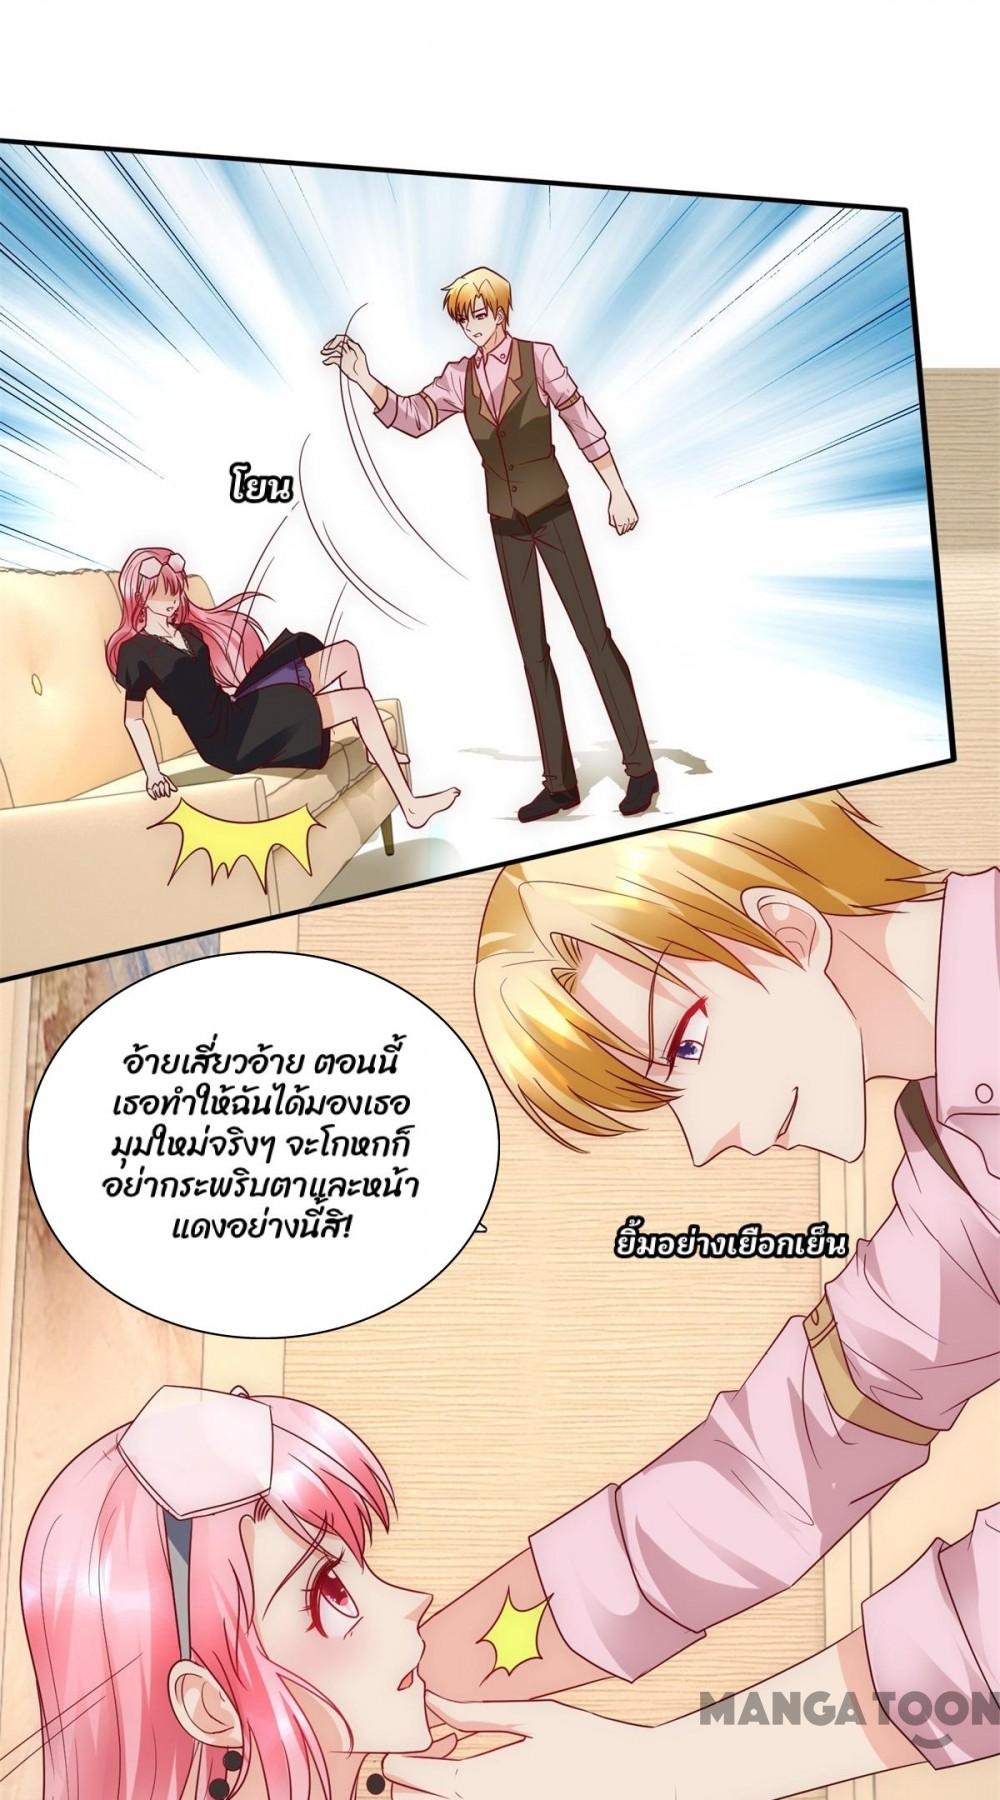 โยน
อ้ายเสี่ยวอ้าย ตอนนี้
เธอทำให้ฉันได้มองเธอ
มุมใหม่จริงๆ จะโกหกก็
อย่ากระพริบตาและหน้า
แดงอย่างนี้สิ!
ยิ้มอย่างเยือกเย็น
MANGATOON